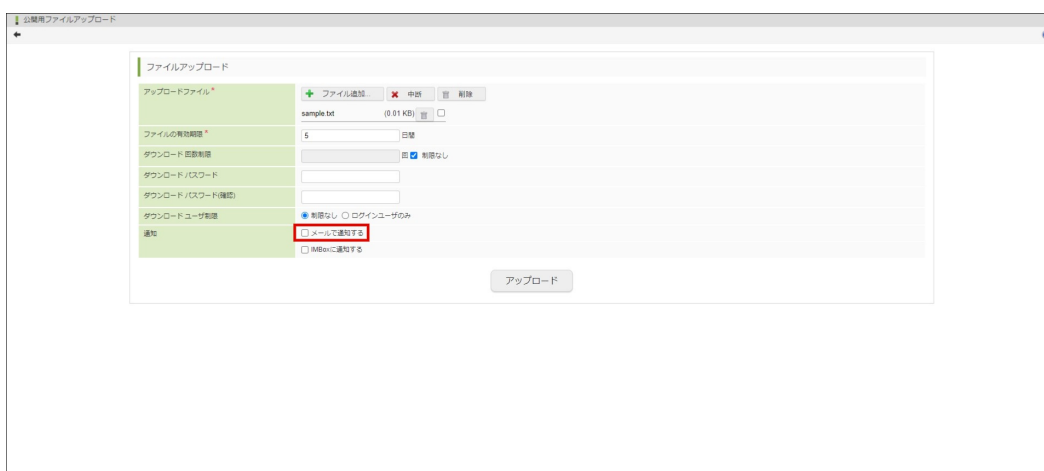 公開用ファイルアップロード
ファイルアップロード
アップロードファイル*
ファイル追加... 中断 削除
sample.txt (0.01 KB)
ファイルの有効期限* 5 日間
ダウンロード 回数制限 回 制限なし
ダウンロード パスワード
ダウンロード パスワード(確認)
ダウンロード ユーザ制限 制限なし ログインユーザのみ
通知 メールで通知する
IMBoxに通知する
アップロード